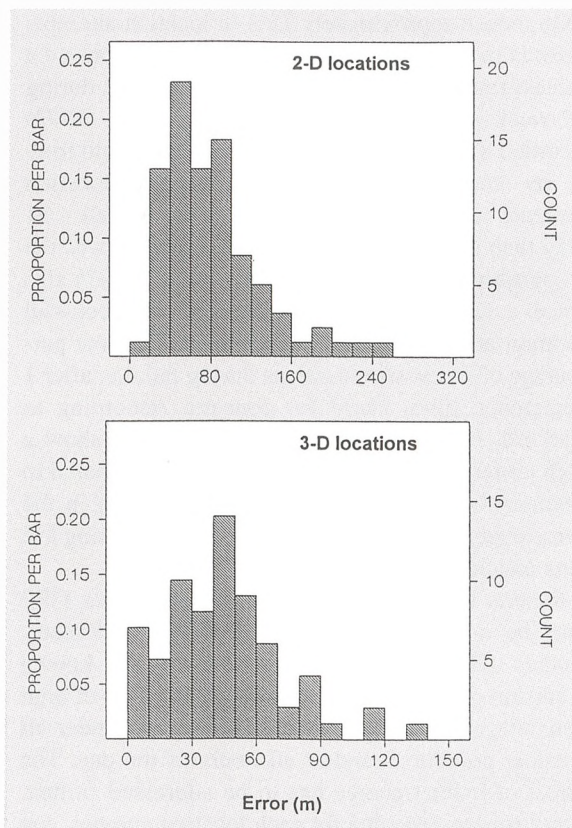 2-D locations
PROPORTION PER BAR
0.25
0.20
0.15
0.10
0.05
COUNT
20
15
10
5
0 80 160 240 320
3-D locations
PROPORTION PER BAR
0.25
0.20
0.15
0.10
0.05
COUNT
15
10
5
0 30 60 90 120 150
Error (m)